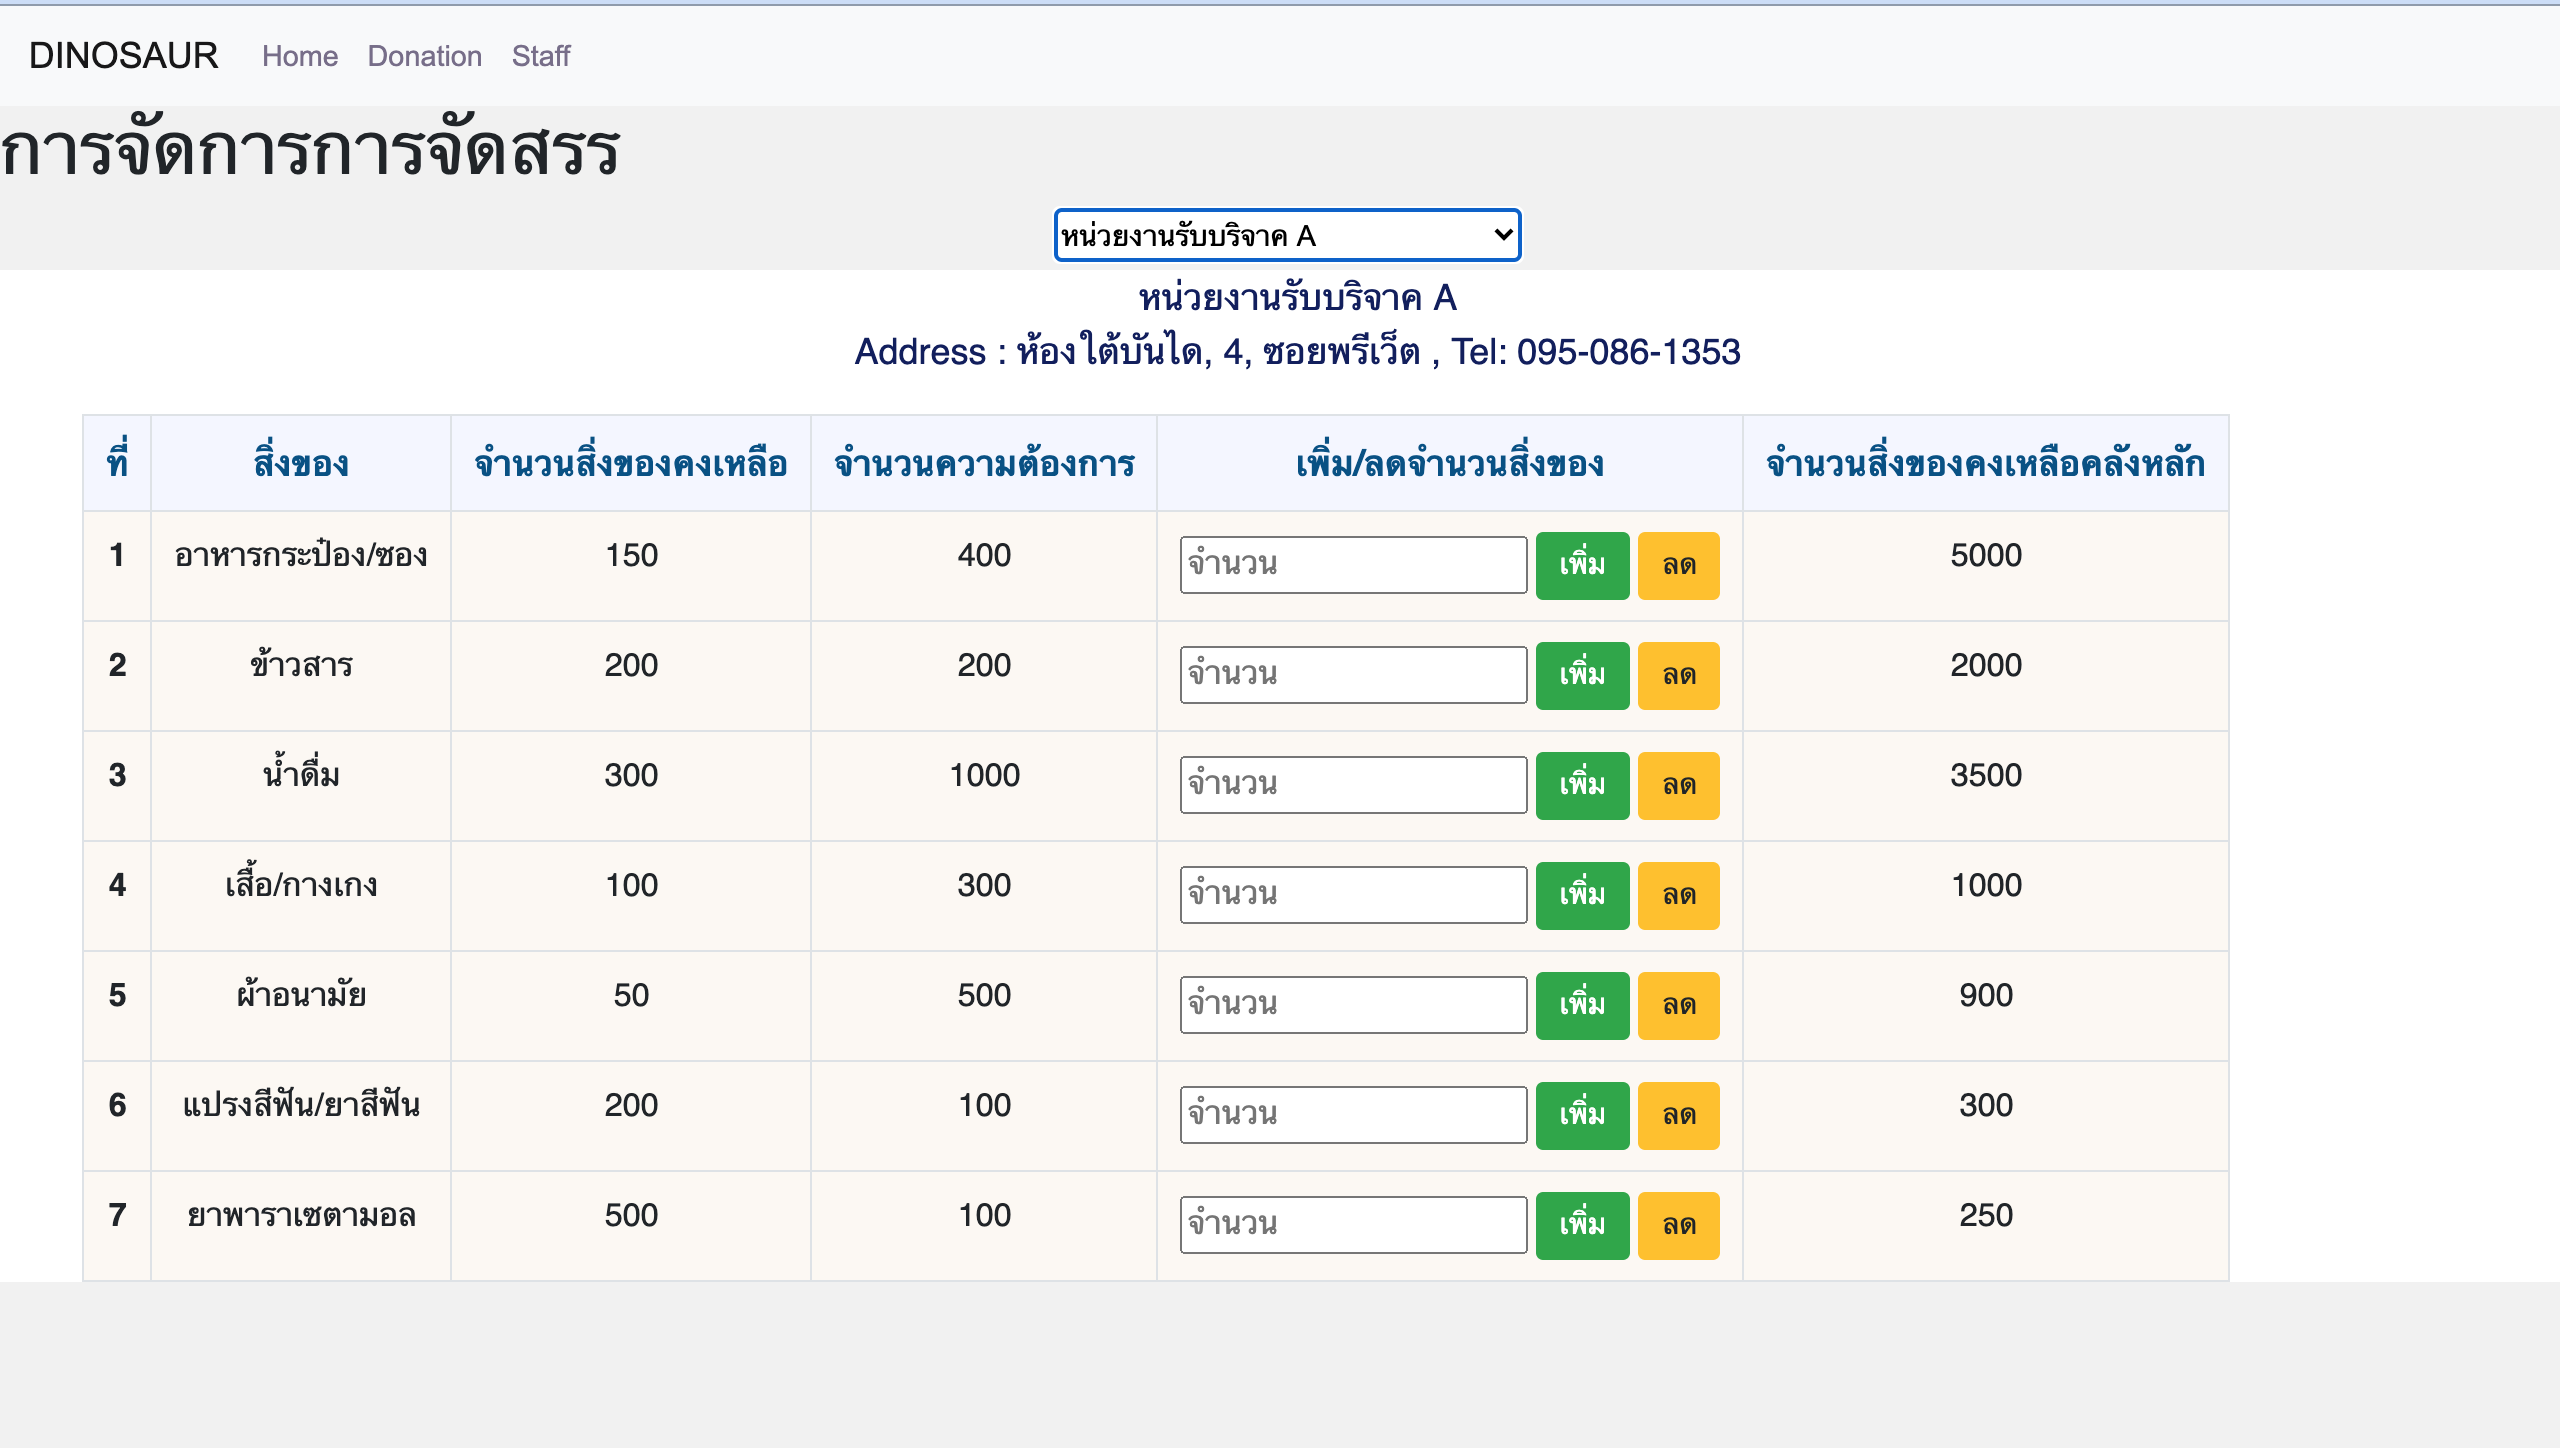 DINOSAUR Home Donation Staff
การจัดการการจัดสรร
หน่วยงานรับบริจาค A
หน่วยงานรับบริจาค A
Address : ห้องใต้บันได, 4, ซอยพรีเว็ต , Tel: 095-086-1353
ที่ สิ่งของ จำนวนสิ่งของคงเหลือ จำนวนความต้องการ เพิ่ม/ลดจำนวนสิ่งของ จำนวนสิ่งของคงเหลือคลังหลัก
1 อาหารกระป๋อง/ซอง 150 400 จำนวน เพิ่ม ลด 5000
2 ข้าวสาร 200 200 จำนวน เพิ่ม ลด 2000
3 น้ำดื่ม 300 1000 จำนวน เพิ่ม ลด 3500
4 เสื้อ/กางเกง 100 300 จำนวน เพิ่ม ลด 1000
5 ผ้าอนามัย 50 500 จำนวน เพิ่ม ลด 900
6 แปรงสีฟัน/ยาสีฟัน 200 100 จำนวน เพิ่ม ลด 300
7 ยาพาราเซตามอล 500 100 จำนวน เพิ่ม ลด 250